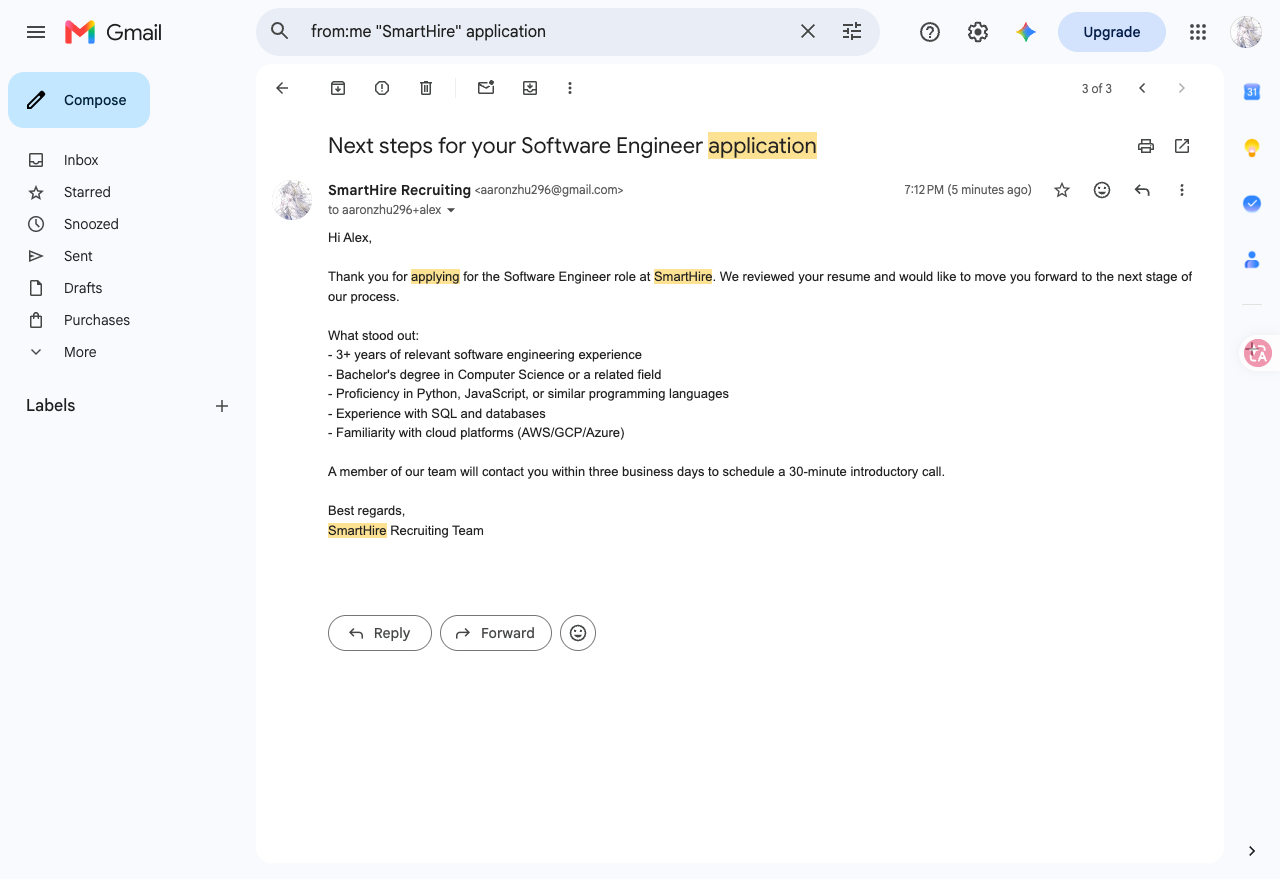 Gmail
from:me "SmartHire" application
Upgrade
Compose
Inbox
Starred
Snoozed
Sent
Drafts
Purchases
More
Labels
3 of 3
31
Next steps for your Software Engineer application
SmartHire Recruiting <aaronzhu296@gmail.com>
7:12 PM (5 minutes ago)
to aaronzhu296+alex
Hi Alex,
Thank you for applying for the Software Engineer role at SmartHire. We reviewed your resume and would like to move you forward to the next stage of
our process.
What stood out:
- 3+ years of relevant software engineering experience
- Bachelor's degree in Computer Science or a related field
- Proficiency in Python, JavaScript, or similar programming languages
- Experience with SQL and databases
- Familiarity with cloud platforms (AWS/GCP/Azure)
A member of our team will contact you within three business days to schedule a 30-minute introductory call.
Best regards,
SmartHire Recruiting Team
Reply
Forward